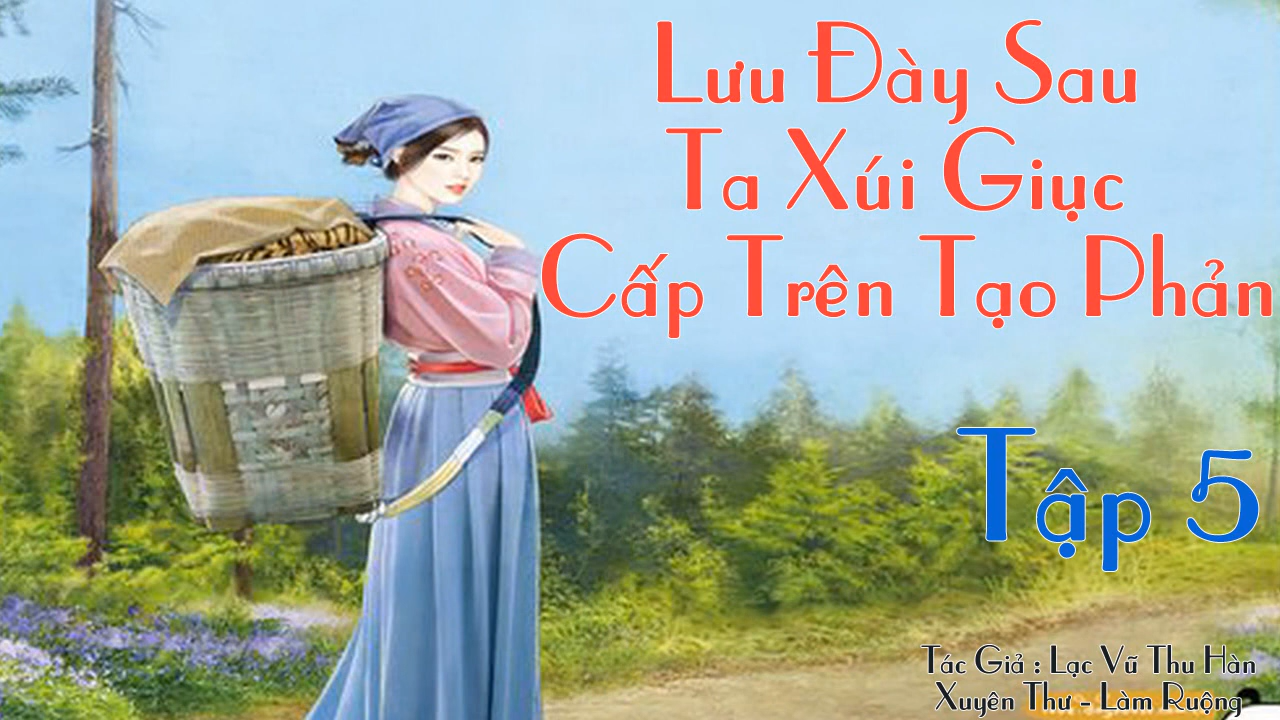 Lưu Đày Sau
Ta Xúi Giục
Cấp Trên Tạo Phản
Tập 5
Tác Giả : Lạc Vũ Thu Hàn
Xuyên Thư - Làm Ruộng